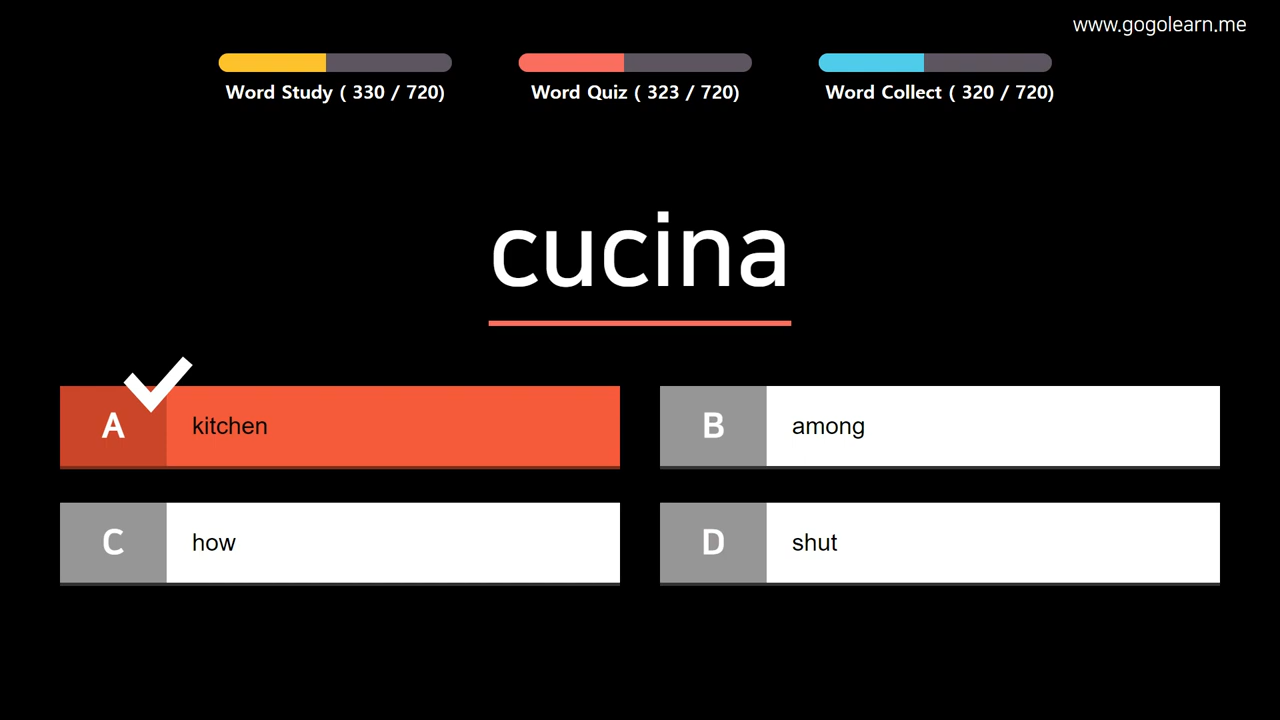 www.gogolearn.me
Word Study ( 330 / 720)
Word Quiz ( 323 / 720)
Word Collect ( 320 / 720)
cucina
A kitchen
B among
C how
D shut